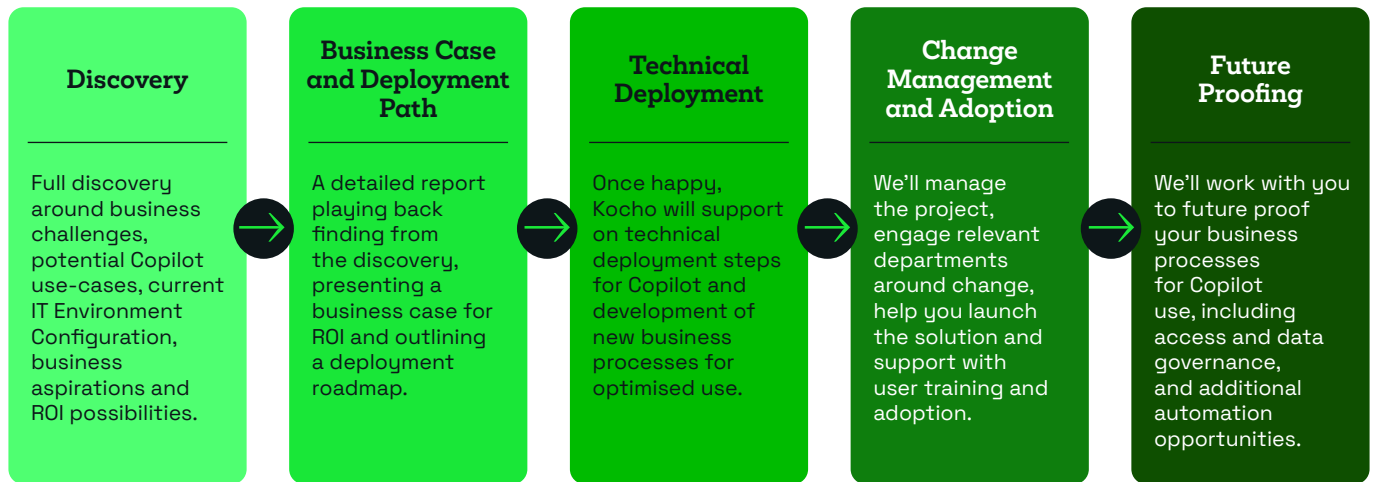 Discovery
Full discovery
around business
challenges,
potential Copilot
use-cases, current
IT Environment
Configuration,
business
aspirations and
ROI possibilities.
Business Case
and Deployment
Path
A detailed report
playing back
finding from
the discovery,
presenting a
business case for
ROI and outlining
a deployment
roadmap.
Technical
Deployment
Once happy,
Kocho will support
on technical
deployment steps
for Copilot and
development of
new business
processes for
optimised use.
Change
Management
and Adoption
We'll manage
the project,
engage relevant
departments
around change,
help you launch
the solution and
support with
user training and
adoption.
Future
Proofing
We'll work with you
to future proof
your business
processes
for Copilot
use, including
access and data
governance,
and additional
automation
opportunities.